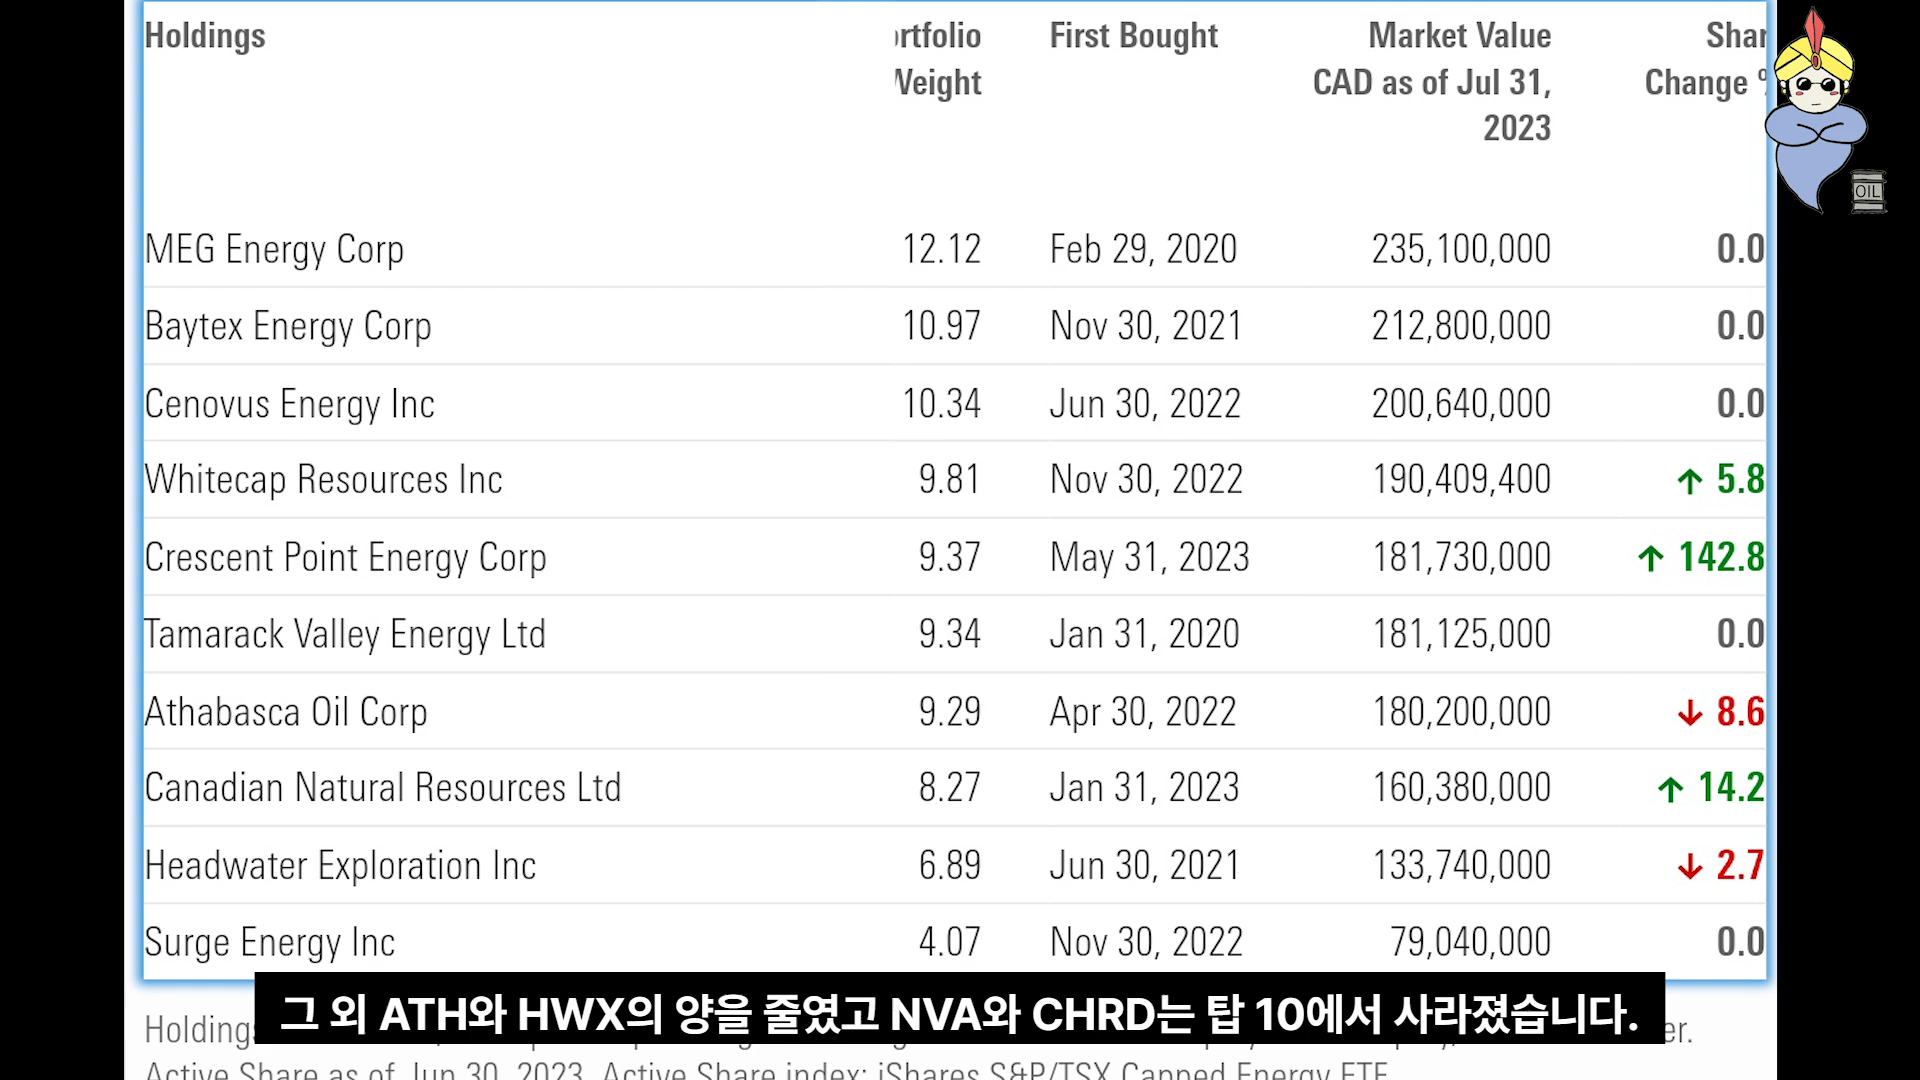 Holdings rtfolio First Bought Market Value Shar
Weight CAD as of Jul 31, Change %
2023
OIL
MEG Energy Corp 12.12 Feb 29, 2020 235,100,000 0.0
Baytex Energy Corp 10.97 Nov 30, 2021 212,800,000 0.0
Cenovus Energy Inc 10.34 Jun 30, 2022 200,640,000 0.0
Whitecap Resources Inc 9.81 Nov 30, 2022 190,409,400 ↑ 5.8
Crescent Point Energy Corp 9.37 May 31, 2023 181,730,000 ↑ 142.8
Tamarack Valley Energy Ltd 9.34 Jan 31, 2020 181,125,000 0.0
Athabasca Oil Corp 9.29 Apr 30, 2022 180,200,000 ↓ 8.6
Canadian Natural Resources Ltd 8.27 Jan 31, 2023 160,380,000 ↑ 14.2
Headwater Exploration Inc 6.89 Jun 30, 2021 133,740,000 ↓ 2.7
Surge Energy Inc 4.07 Nov 30, 2022 79,040,000 0.0
그 외 ATH와 HWX의 양을 줄였고 NVA와 CHRD는 탑 10에서 사라졌습니다.
Holding er.
Active Share as of Jun 30, 2023. Active Share index: iShares S&P/TSX Capped Energy ETF